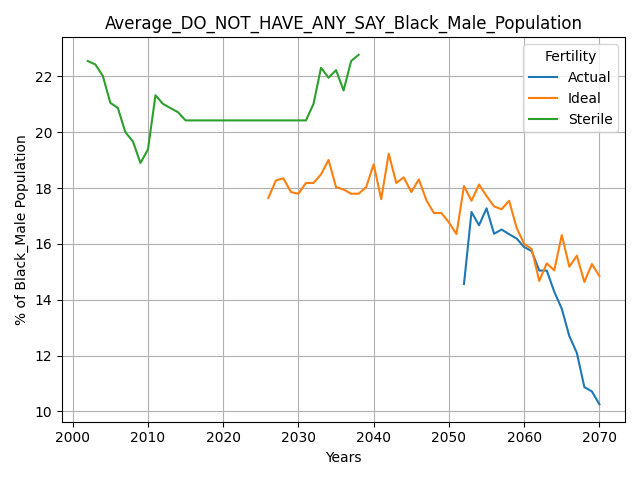 Average_DO_NOT_HAVE_ANY_SAY_Black_Male_Population
Fertility
Actual
Ideal
Sterile
% of Black_Male Population
22
20
18
16
14
12
10
2000 2010 2020 2030 2040 2050 2060 2070
Years